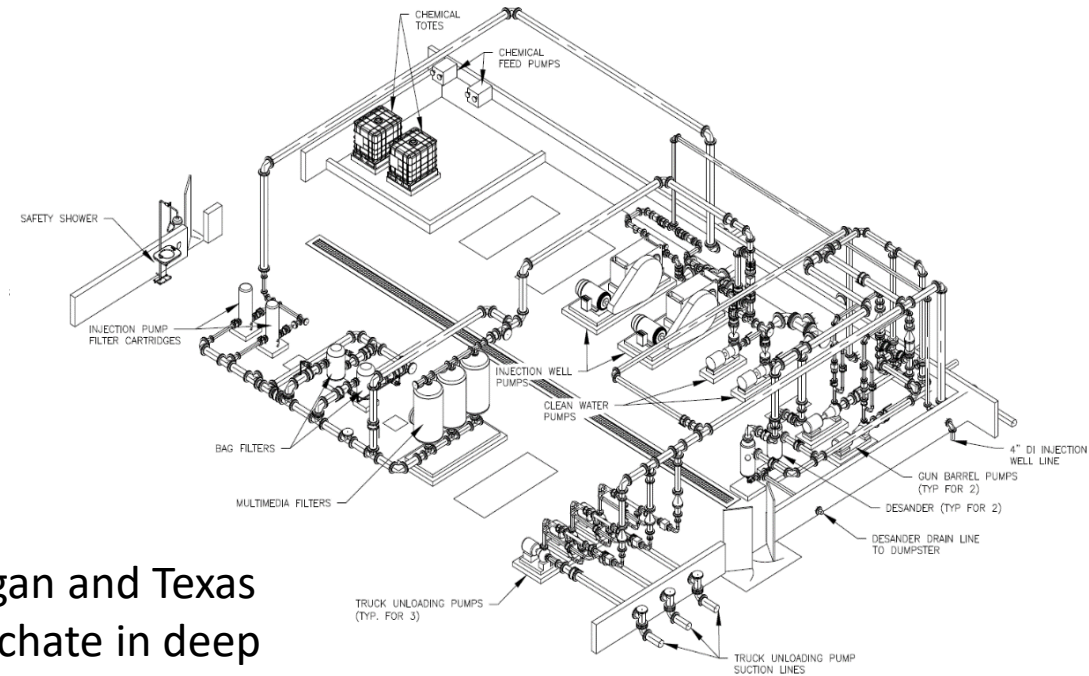 CHEMICAL
TOTES
CHEMICAL
FEED PUMPS
SAFETY SHOWER
INJECTION PUMP
FILTER CARTRIDGES
INJECTION WELL
PUMPS
CLEAN WATER
PUMPS
BAG FILTERS
MULTIMEDIA FILTERS
4" DI INJECTION
WELL LINE
GUN BARREL PUMPS
(TYP FOR 2)
DESANDER (TYP FOR 2)
DESANDER DRAIN LINE
TO DUMPSTER
TRUCK UNLOADING PUMPS
(TYP. FOR 3)
TRUCK UNLOADING PUMP
SUCTION LINES
gan and Texas
chate in deep